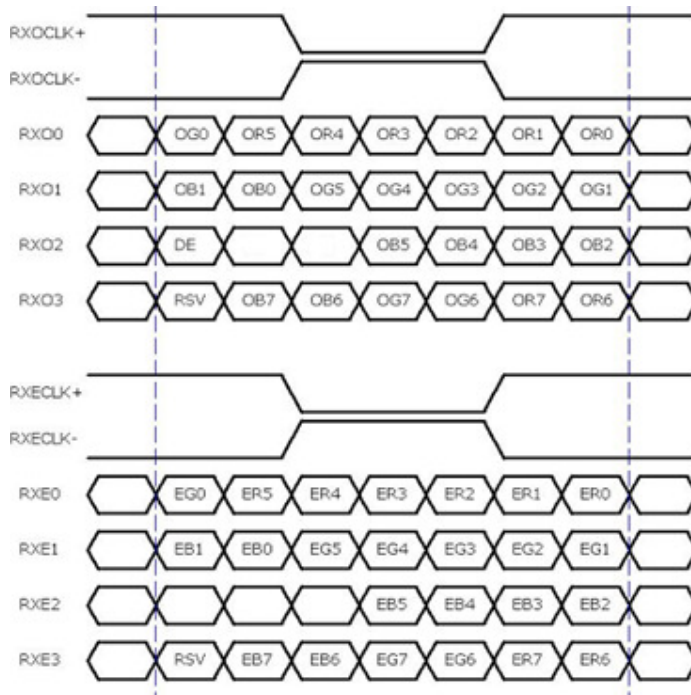 RXOCLK+
RXOCLK-
RXO0 OG0 OR5 OR4 OR3 OR2 OR1 OR0
RXO1 OB1 OB0 OG5 OG4 OG3 OG2 OG1
RXO2 DE OB5 OB4 OB3 OB2
RXO3 RSV OB7 OB6 OG7 OG6 OR7 OR6
RXECLK+
RXECLK-
RXE0 EG0 ER5 ER4 ER3 ER2 ER1 ER0
RXE1 EB1 EB0 EG5 EG4 EG3 EG2 EG1
RXE2 EB5 EB4 EB3 EB2
RXE3 RSV EB7 EB6 EG7 EG6 ER7 ER6